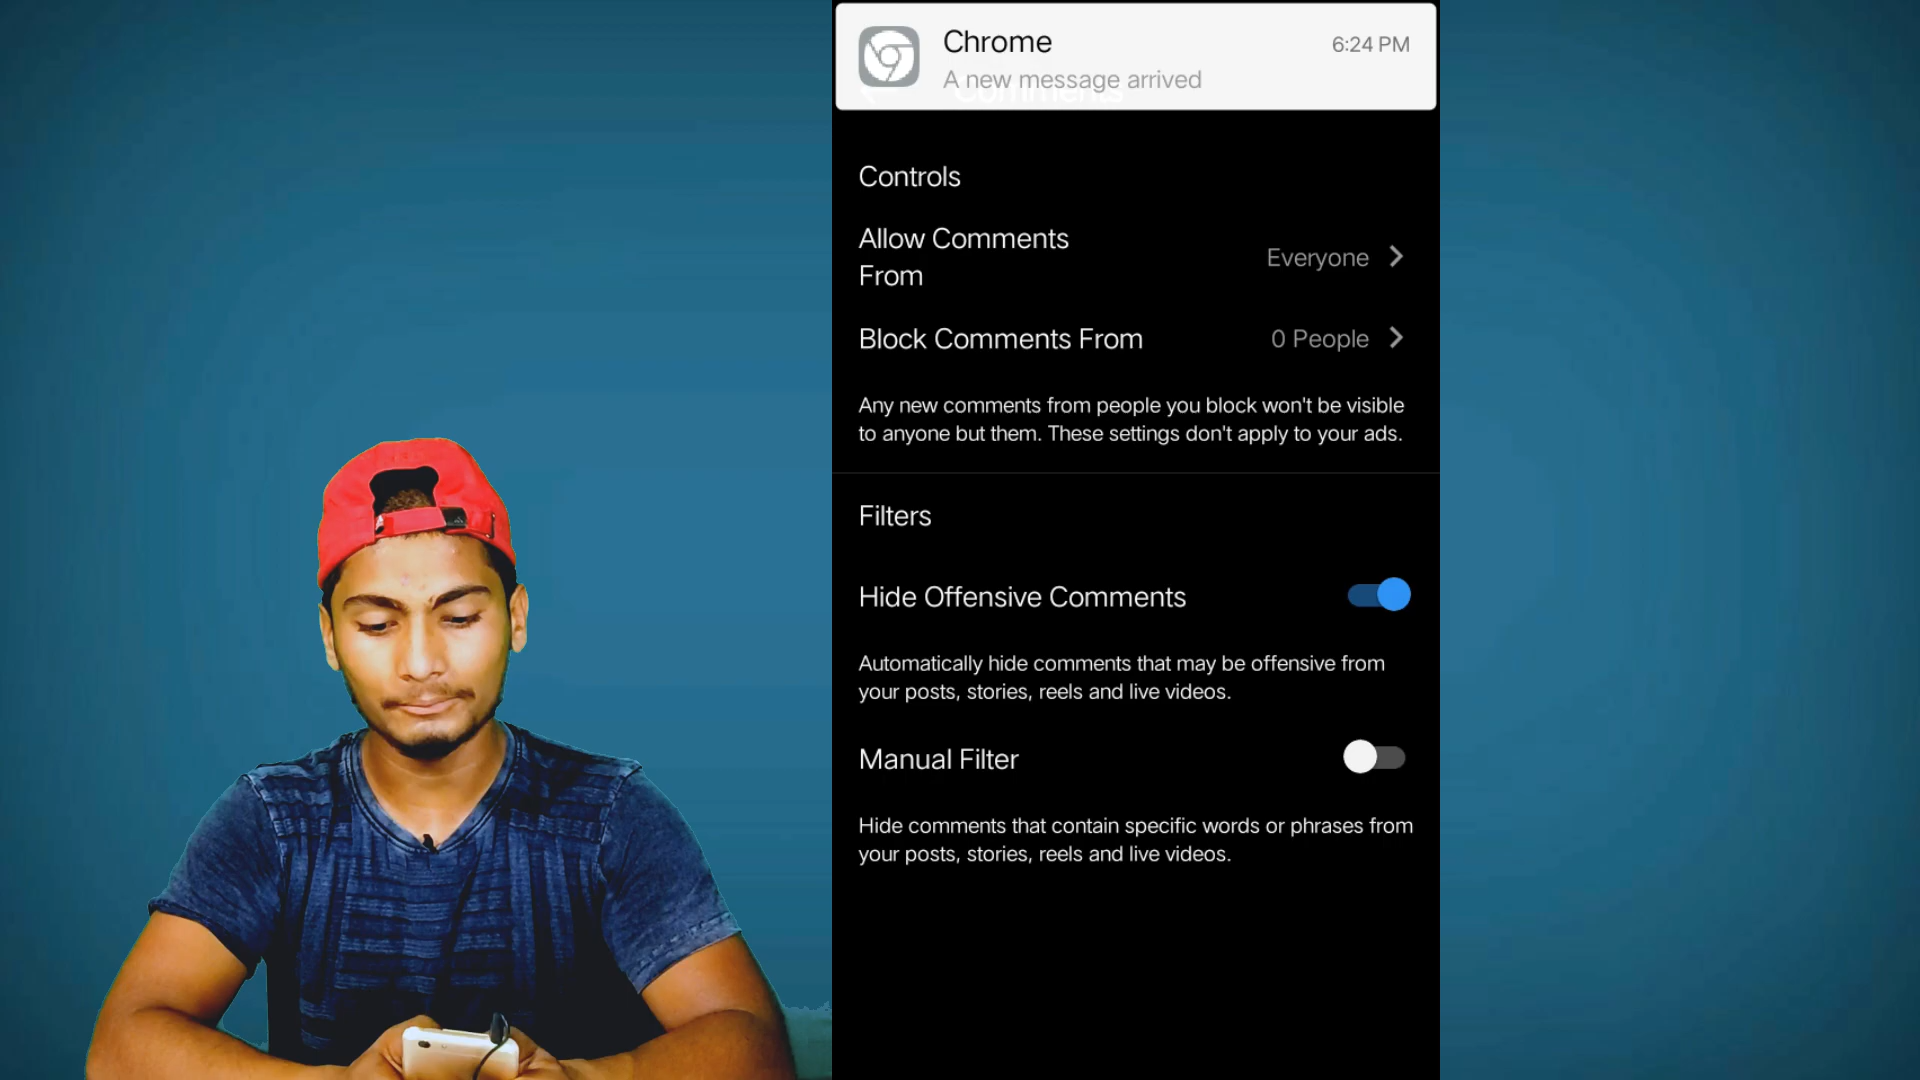 Chrome
6:24 PM
A new message arrived
Comments
Controls
Allow Comments
From
Everyone
Block Comments From
0 People
Any new comments from people you block won't be visible
to anyone but them. These settings don't apply to your ads.
Filters
Hide Offensive Comments
Automatically hide comments that may be offensive from
your posts, stories, reels and live videos.
Manual Filter
Hide comments that contain specific words or phrases from
your posts, stories, reels and live videos.